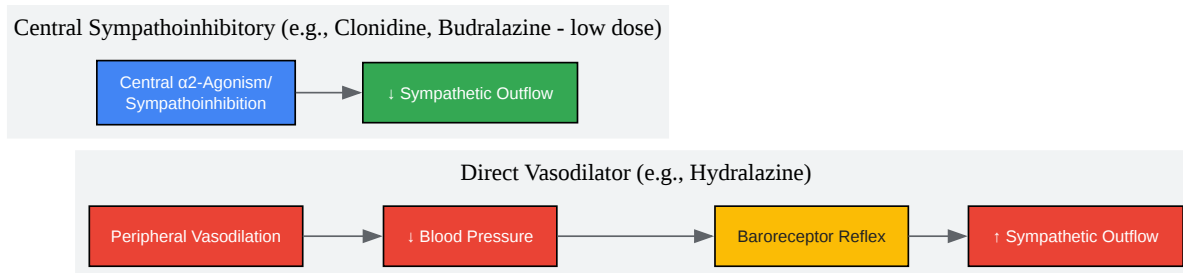 Central Sympathoinhibitory (e.g., Clonidine, Budralazine - low dose)
Central α2-Agonism/
Sympathoinhibition
↓ Sympathetic Outflow
Direct Vasodilator (e.g., Hydralazine)
Peripheral Vasodilation
↓ Blood Pressure
Baroreceptor Reflex
↑ Sympathetic Outflow